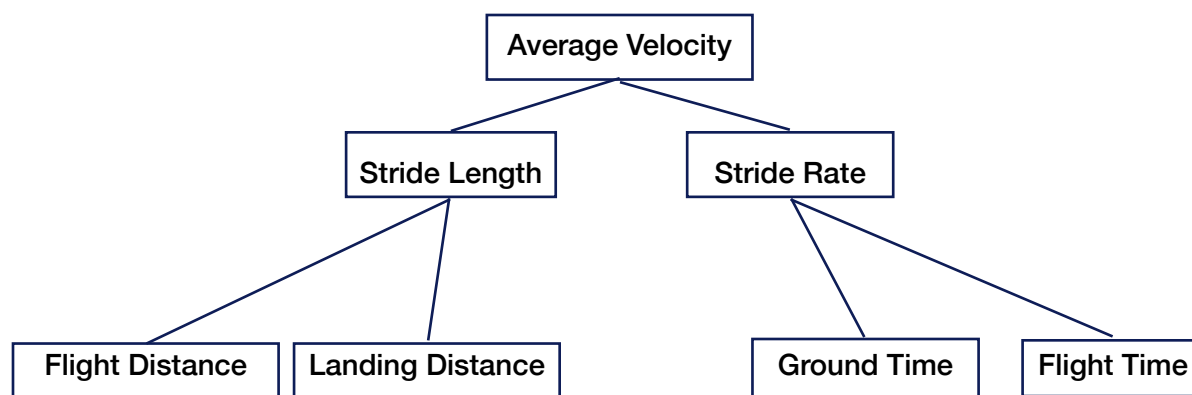 Average Velocity
Stride Length
Stride Rate
Flight Distance
Landing Distance
Ground Time
Flight Time